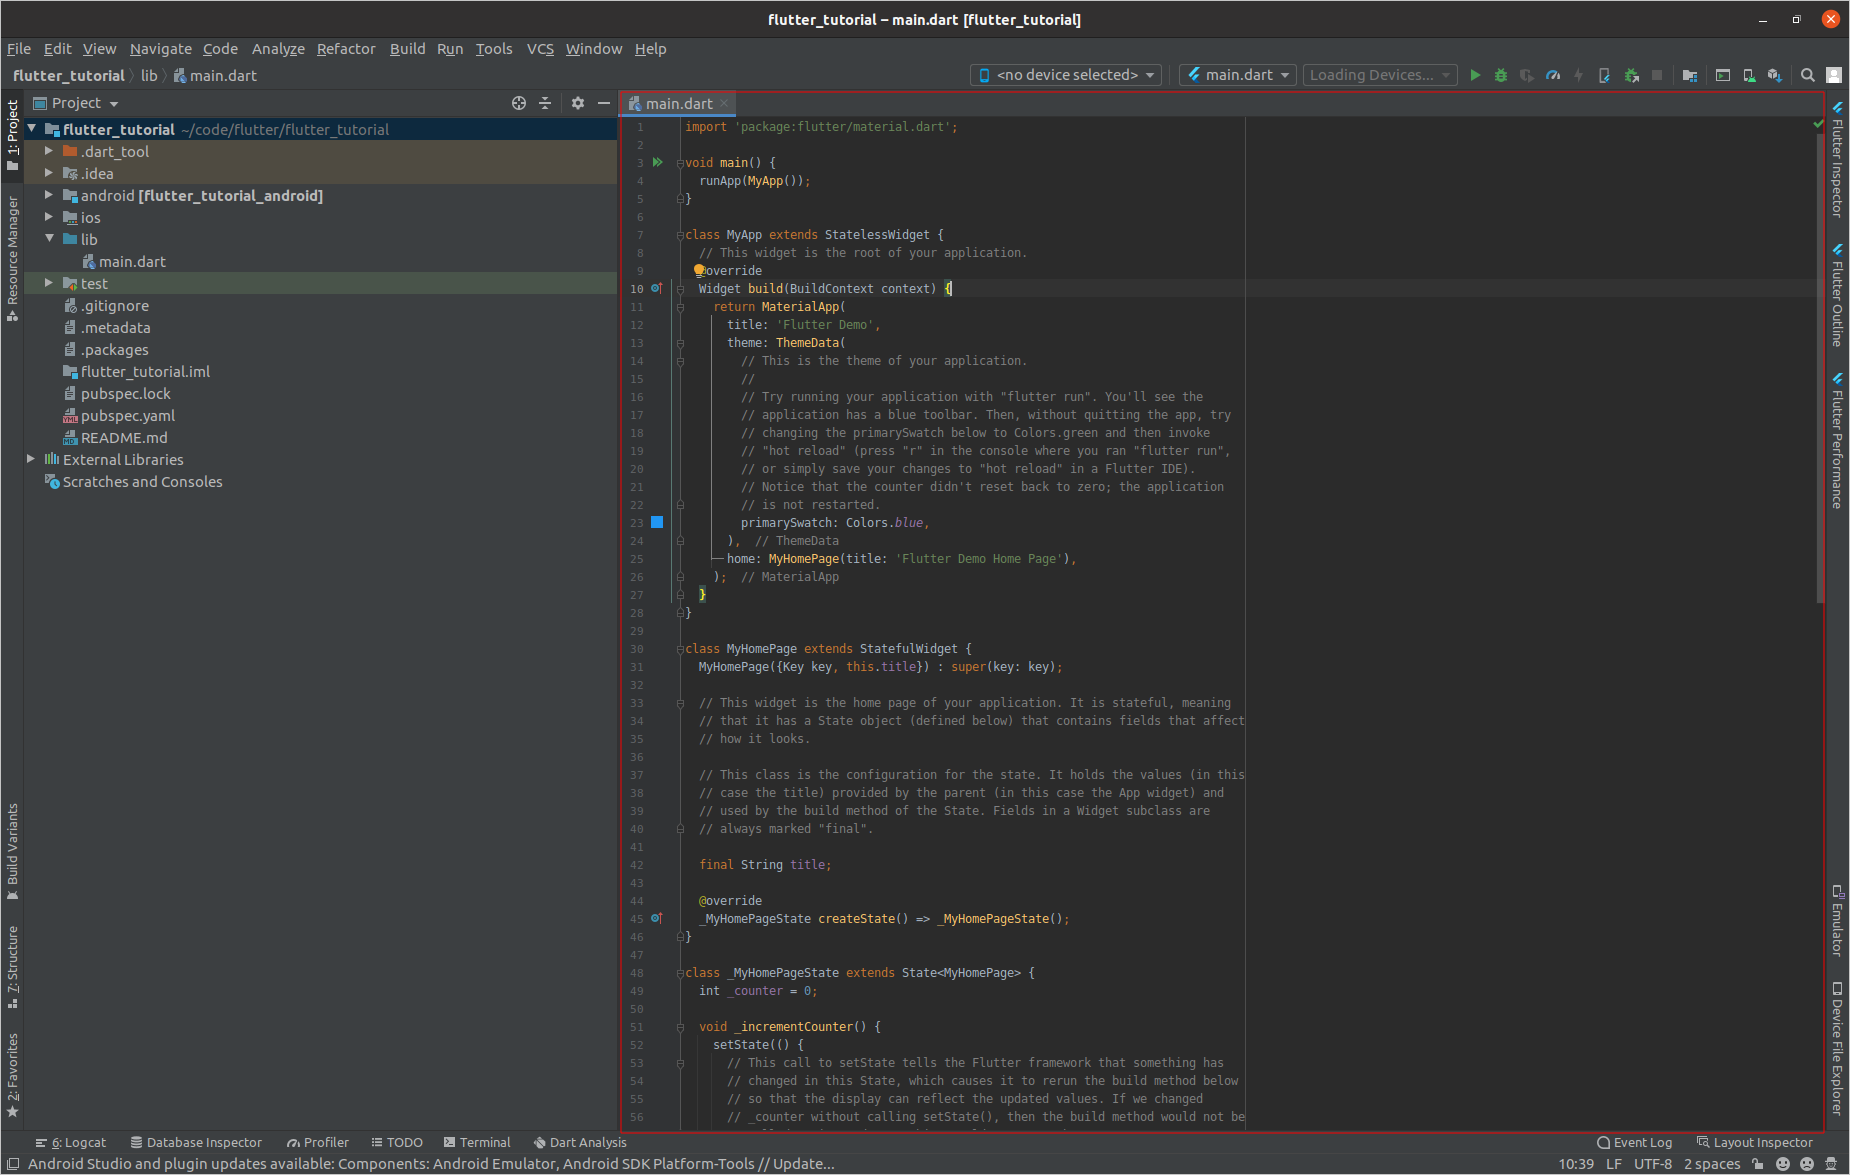 flutter_tutorial – main.dart [flutter_tutorial]
File Edit View Navigate Code Analyze Refactor Build Run Tools VCS Window Help
flutter_tutorial lib main.dart
<no device selected> main.dart Loading Devices...
Project
main.dart
1: Project
Resource Manager
Build Variants
7: Structure
2: Favorites
flutter_tutorial ~/code/flutter/flutter_tutorial
.dart_tool
.idea
android [flutter_tutorial_android]
ios
lib
main.dart
test
.gitignore
.metadata
.packages
flutter_tutorial.iml
pubspec.lock
pubspec.yaml
README.md
External Libraries
Scratches and Consoles
1 import 'package:flutter/material.dart';
2
3 void main() {
4 runApp(MyApp());
5 }
6
7 class MyApp extends StatelessWidget {
8 // This widget is the root of your application.
9 override
10 Widget build(BuildContext context) {
11 return MaterialApp(
12 title: 'Flutter Demo',
13 theme: ThemeData(
14 // This is the theme of your application.
15 //
16 // Try running your application with "flutter run". You'll see the
17 // application has a blue toolbar. Then, without quitting the app, try
18 // changing the primarySwatch below to Colors.green and then invoke
19 // "hot reload" (press "r" in the console where you ran "flutter run",
20 // or simply save your changes to "hot reload" in a Flutter IDE).
21 // Notice that the counter didn't reset back to zero; the application
22 // is not restarted.
23 primarySwatch: Colors.blue,
24 ), // ThemeData
25 home: MyHomePage(title: 'Flutter Demo Home Page'),
26 ); // MaterialApp
27 }
28 }
29
30 class MyHomePage extends StatefulWidget {
31 MyHomePage({Key key, this.title}) : super(key: key);
32
33 // This widget is the home page of your application. It is stateful, meaning
34 // that it has a State object (defined below) that contains fields that affect
35 // how it looks.
36
37 // This class is the configuration for the state. It holds the values (in this
38 // case the title) provided by the parent (in this case the App widget) and
39 // used by the build method of the State. Fields in a Widget subclass are
40 // always marked "final".
41
42 final String title;
43
44 @override
45 _MyHomePageState createState() => _MyHomePageState();
46 }
47
48 class _MyHomePageState extends State<MyHomePage> {
49 int _counter = 0;
50
51 void _incrementCounter() {
52 setState(() {
53 // This call to setState tells the Flutter framework that something has
54 // changed in this State, which causes it to rerun the build method below
55 // so that the display can reflect the updated values. If we changed
56 // _counter without calling setState(), then the build method would not be
Flutter Inspector
Flutter Outline
Flutter Performance
Emulator
Device File Explorer
6: Logcat Database Inspector Profiler TODO Terminal Dart Analysis Event Log Layout Inspector
Android Studio and plugin updates available: Components: Android Emulator, Android SDK Platform-Tools // Update... 10:39 LF UTF-8 2 spaces